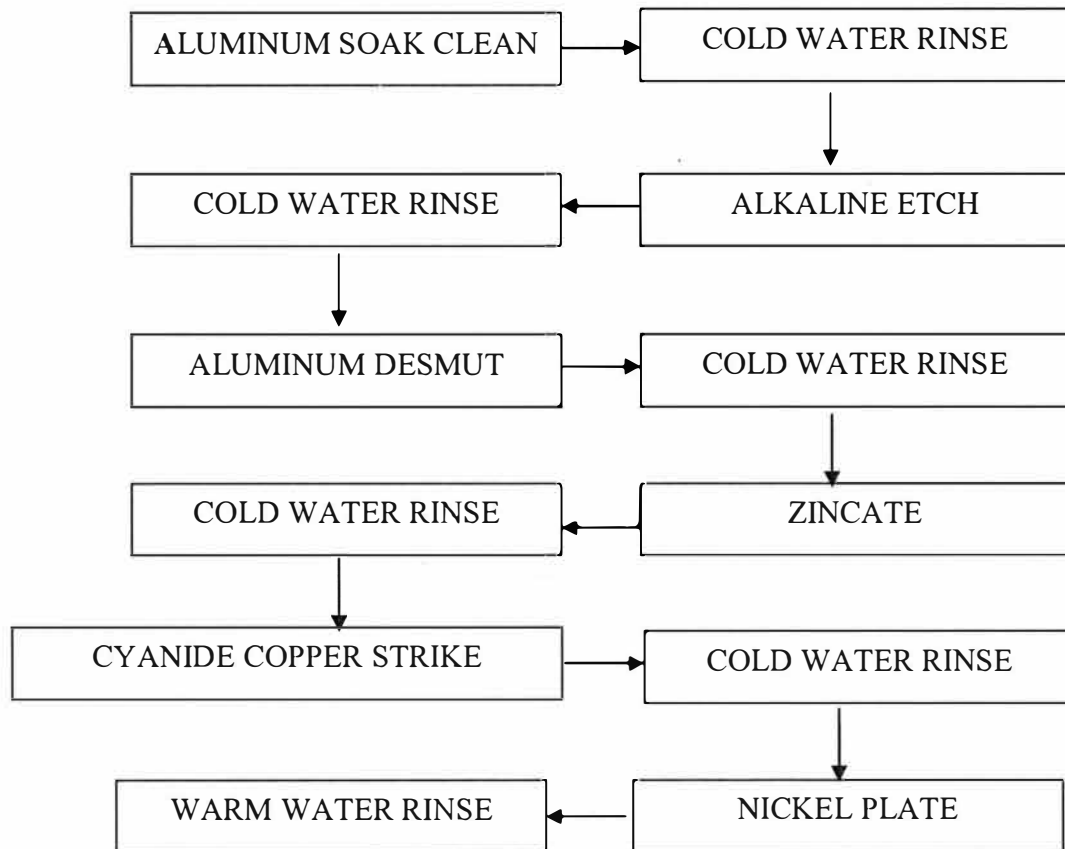 ALUMINUM SOAK CLEAN
COLD WATER RINSE
ALKALINE ETCH
COLD WATER RINSE
ALUMINUM DESMUT
COLD WATER RINSE
ZINCATE
COLD WATER RINSE
CYANIDE COPPER STRIKE
COLD WATER RINSE
NICKEL PLATE
WARM WATER RINSE